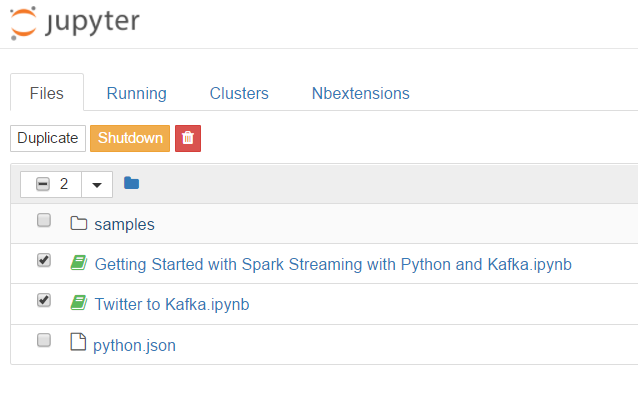 jupyter
Files Running Clusters Nbextensions
Duplicate Shutdown
2
samples
Getting Started with Spark Streaming with Python and Kafka.ipynb
Twitter to Kafka.ipynb
python.json